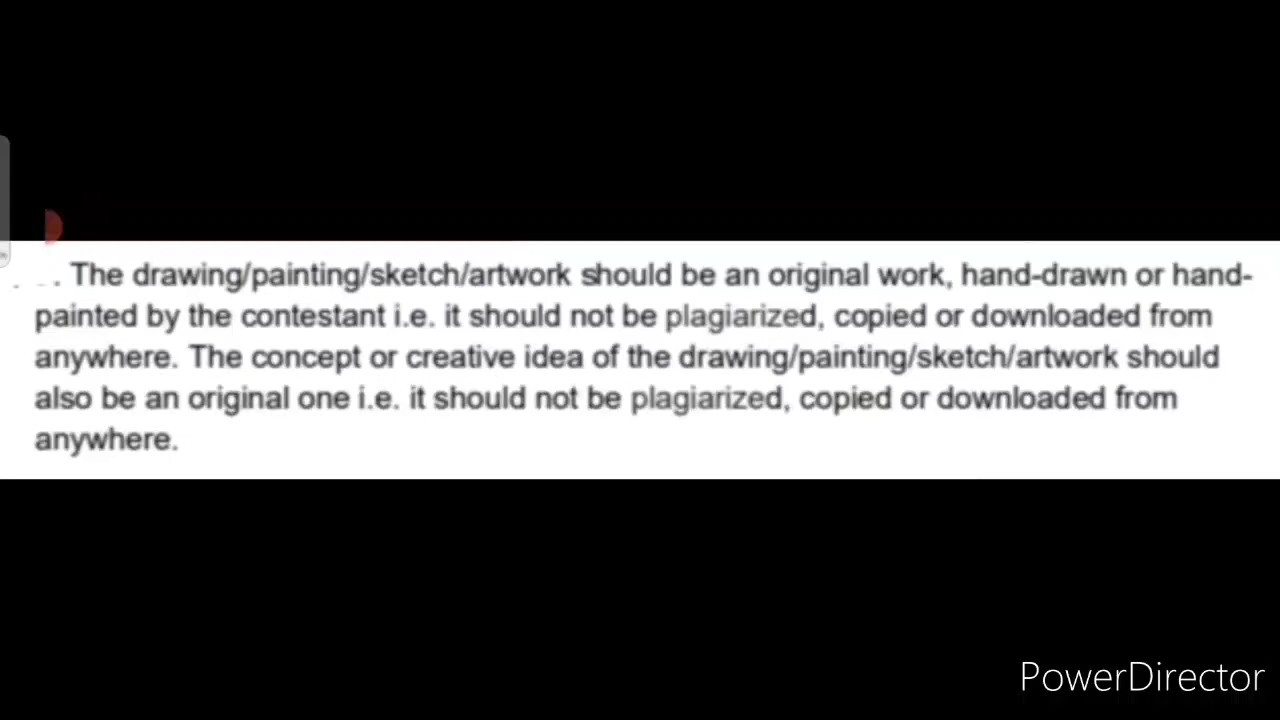 . The drawing/painting/sketch/artwork should be an original work, hand-drawn or hand-
painted by the contestant i.e. it should not be plagiarized, copied or downloaded from
anywhere. The concept or creative idea of the drawing/painting/sketch/artwork should
also be an original one i.e. it should not be plagiarized, copied or downloaded from
anywhere.
PowerDirector